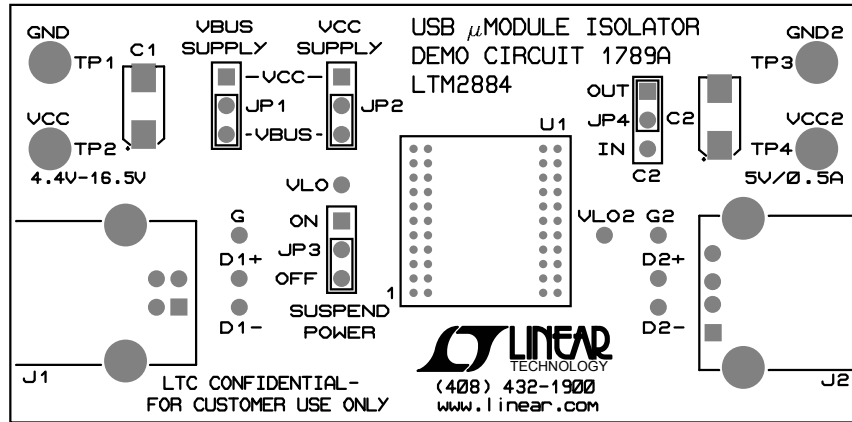 GND
TP1
C1
VBUS
SUPPLY
VCC
SUPPLY
USB µMODULE ISOLATOR
DEMO CIRCUIT 1789A
LTM2884
GND2
TP3
-VCC-
JP1
JP2
-VBUS-
VCC
TP2
4.4V-16.5V
U1
OUT
JP4
IN
C2
C2
VCC2
TP4
5V/0.5A
VLO
ON
JP3
OFF
SUSPEND
POWER
1
G
D1+
D1-
VLO2
G2
D2+
D2-
J1
J2
LTC CONFIDENTIAL-
FOR CUSTOMER USE ONLY
LINEAR
TECHNOLOGY
(408) 432-1900
www.linear.com